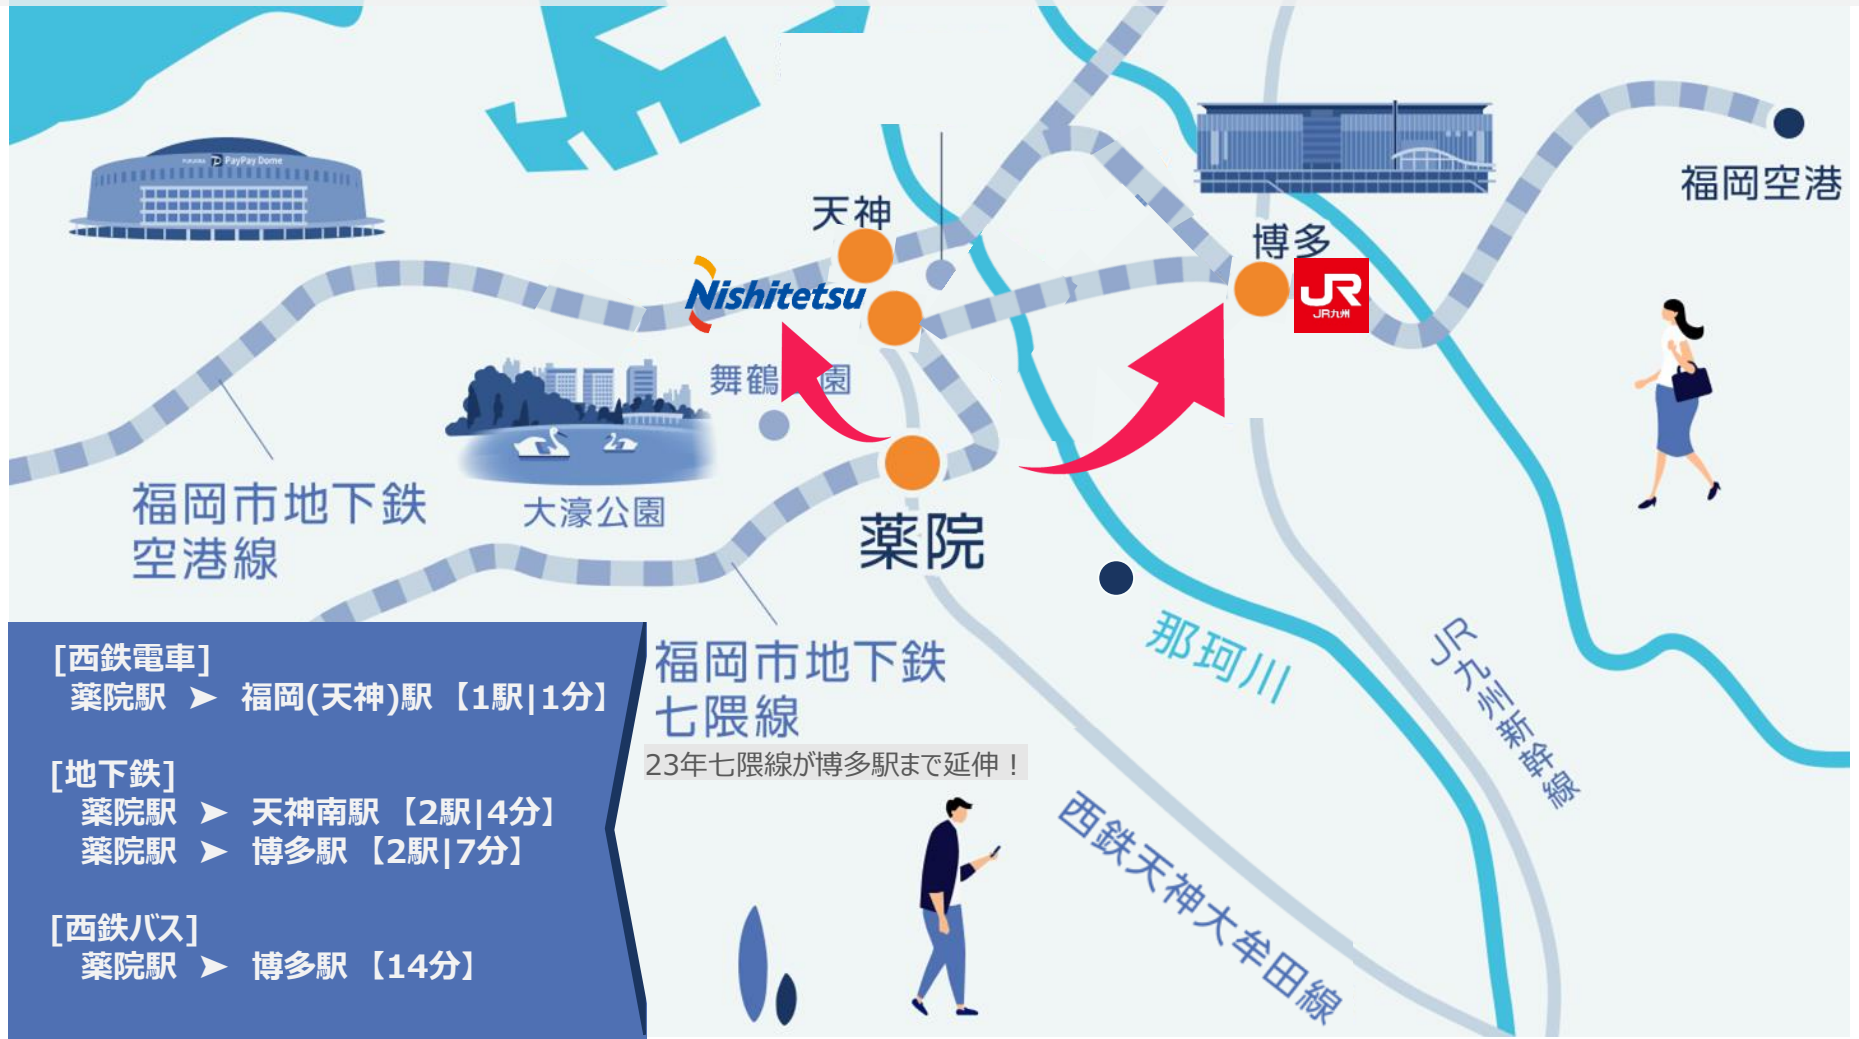 PayPay Dome
福岡空港
天神
博多
Nishitetsu
JR
JR九州
舞鶴 園
福岡市地下鉄
空港線
大濠公園
薬院
那珂川
福岡市地下鉄
七隈線
23年七隈線が博多駅まで延伸！
JR九州新幹線
西鉄天神大牟田線
[西鉄電車]
薬院駅 ➤ 福岡(天神)駅【1駅|1分】
[地下鉄]
薬院駅 ➤ 天神南駅【2駅|4分】
薬院駅 ➤ 博多駅【2駅|7分】
[西鉄バス]
薬院駅 ➤ 博多駅【14分】